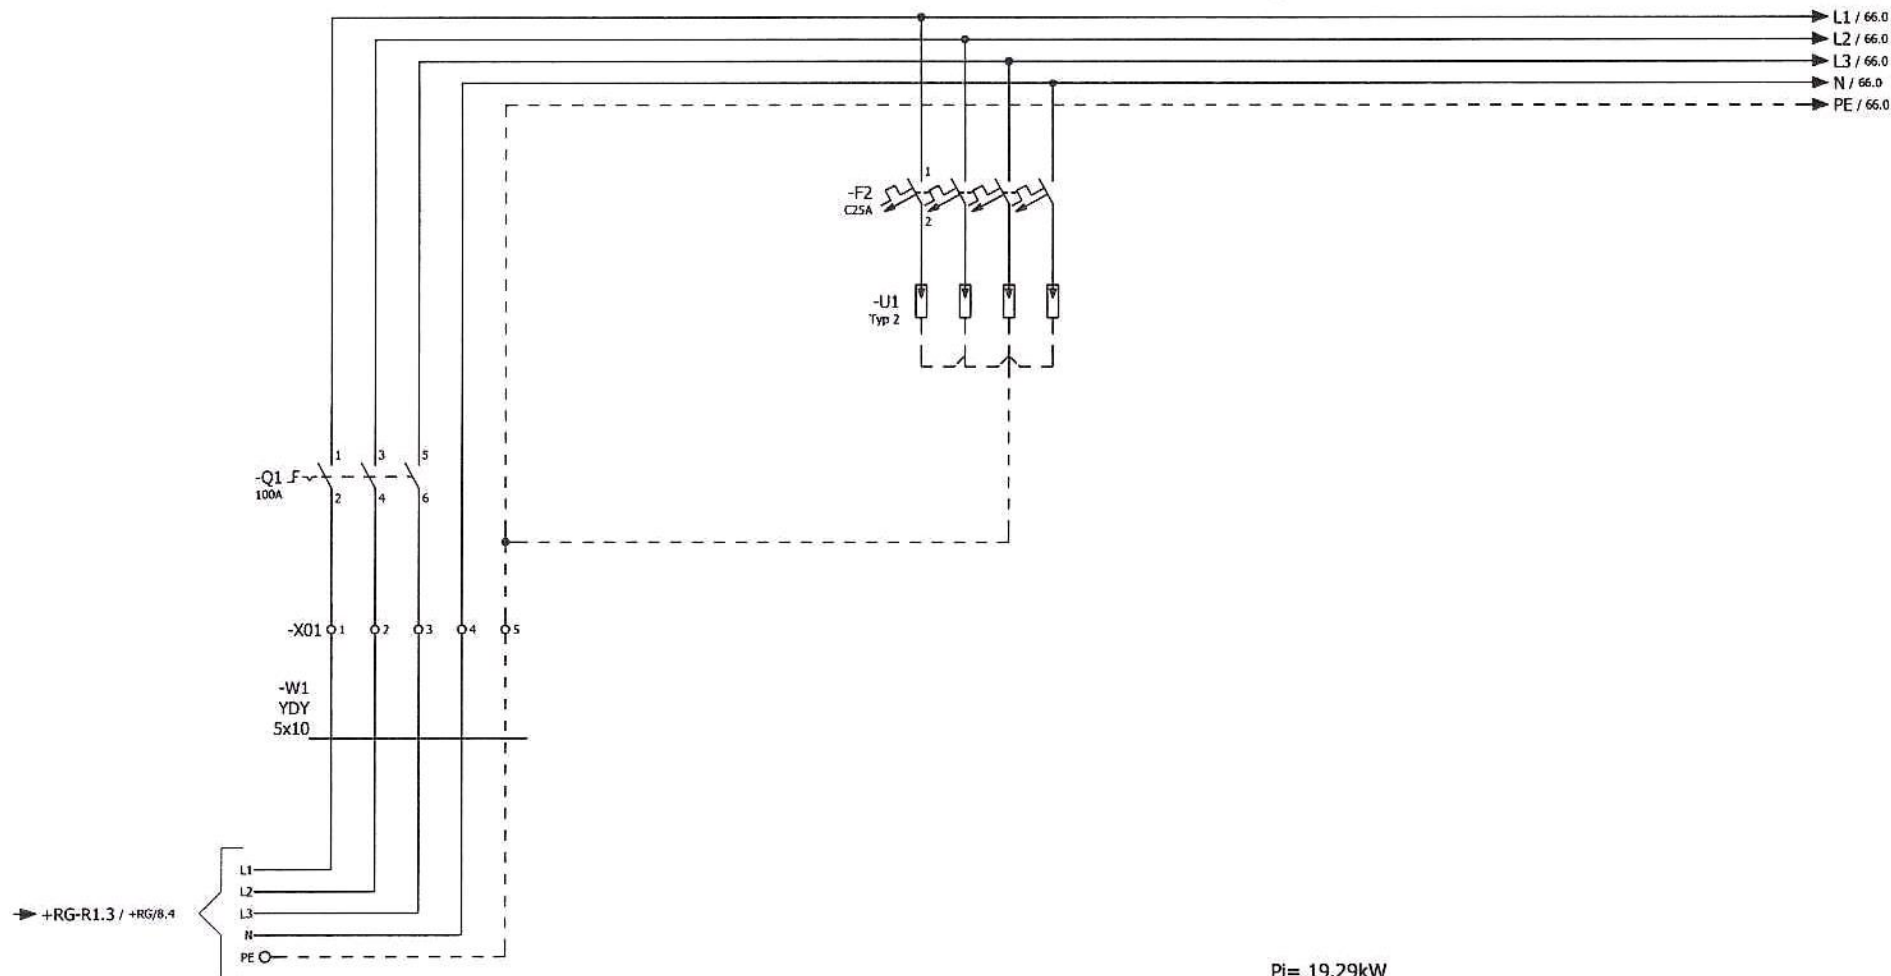 L1 / 66.0
L2 / 66.0
L3 / 66.0
N / 66.0
PE / 66.0
-F2
C25A
1
2
-U1
Typ 2
-Q1
100A
1 3 5
2 4 6
-X01 1 2 3 4 5
-W1
YDY
5x10
L1
L2
+RG-R1.3 / +RG/8.4 L3
N
PE
Pi= 19,29kW